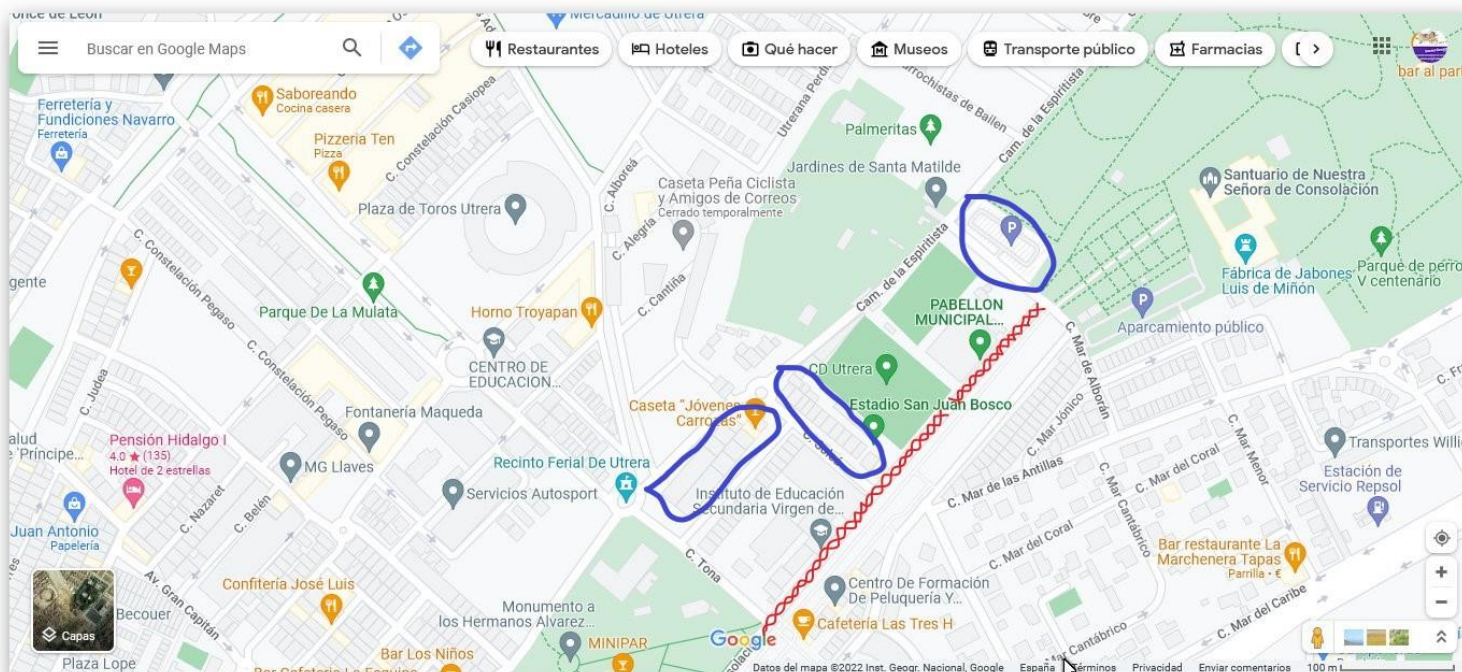 once de Leon
Mercadillo de Utrera
Buscar en Google Maps
Restaurantes
Hoteles
Qué hacer
Museos
Transporte público
Farmacias
bar al par
Ferretería y
Fundiciones Navarro
Ferretería
Saboreando
Cocina casera
Pizzeria Ten
Pizza
C. Constelación Casiopea
Utrerana Perdi
Garrochistas de Bailen
Cam. de la Espiritista
Palmeritas
Jardines de Santa Matilde
Santuario de Nuestra
Señora de Consolación
Plaza de Toros Utrera
C. Alboreá
Caseta Peña Ciclista
y Amigos de Correos
Cerrado temporalmente
C. Alegría
C. Cantiña
Cam. de la Espiritista
P
Fábrica de Jabones
Luis de Miñón
Parque de perro
V centenario
C. Constelación Pegaso
gente
Parque De La Mulata
Horno Troyapan
PABELLON
MUNICIPAL...
P
Aparcamiento público
C. Mar de Alborán
C. Judea
C. Constelación Pegaso
CENTRO DE
EDUCACION...
CD Utrera
C. Fr
Fontanería Maqueda
Caseta "Jóvenes
Carrozas"
Estadio San Juan Bosco
C. Mar Jónico
alud
'Príncipe...
Pensión Hidalgo I
4.0 ★ (135)
Hotel de 2 estrellas
MG Llaves
Recinto Ferial De Utrera
C. Mar Menor
Transportes Willi
C. Nazaret
C. Belén
Servicios Autosport
Instituto de Educación
Secundaria Virgen de...
C. Mar de las Antillas
C. Mar del Coral
Estación de
Servicio Repsol
Juan Antonio
Papelería
C. Tona
C. Mar del Coral
C. Mar Cantábrico
Bar restaurante La
Marchenera Tapas
Parrilla • €
Av. Gran Capitán
Confitería José Luis
Centro De Formación
De Peluquería Y...
Becouer
Monumento a
los Hermanos Alvarez...
Cafetería Las Tres H
C. Mar del Caribe
Capas
Bar Los Niños
MINIPAR
Google
Mar Cantábrico
Plaza Lope
Datos del mapa ©2022 Inst. Geogr. Nacional, Google
España
Términos
Privacidad
Enviar comentarios
100 m